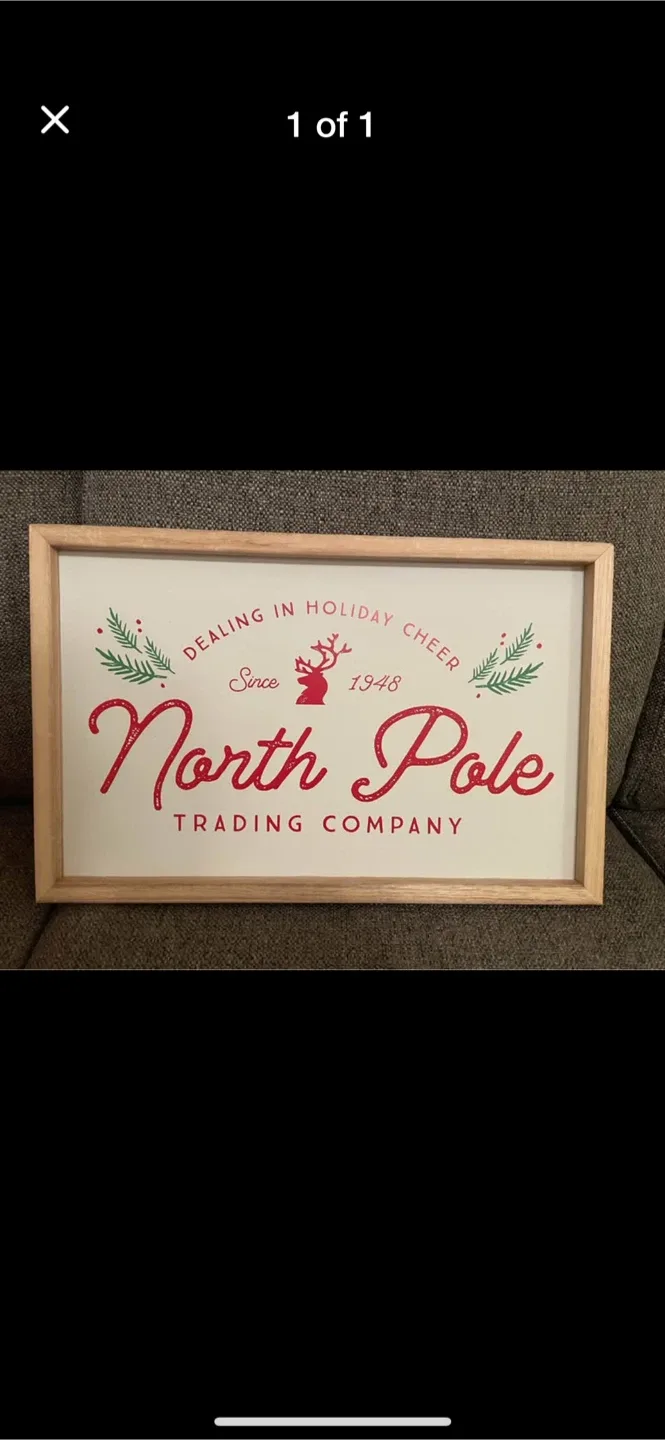 1 of 1
DEALING IN HOLIDAY CHEER
Since 1948
North Pole
TRADING COMPANY